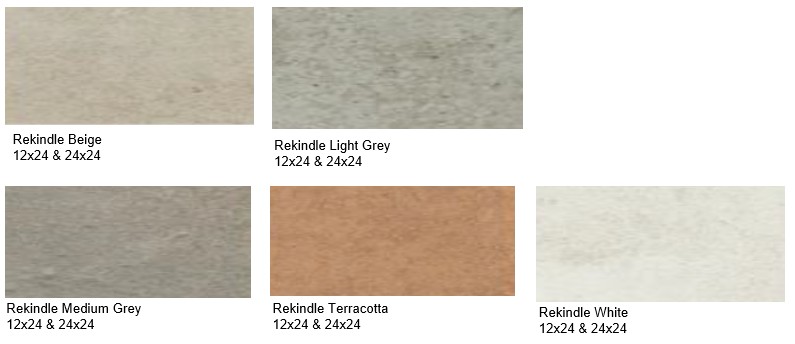 Rekindle Beige
12x24 & 24x24
Rekindle Light Grey
12x24 & 24x24
Rekindle Medium Grey
12x24 & 24x24
Rekindle Terracotta
12x24 & 24x24
Rekindle White
12x24 & 24x24